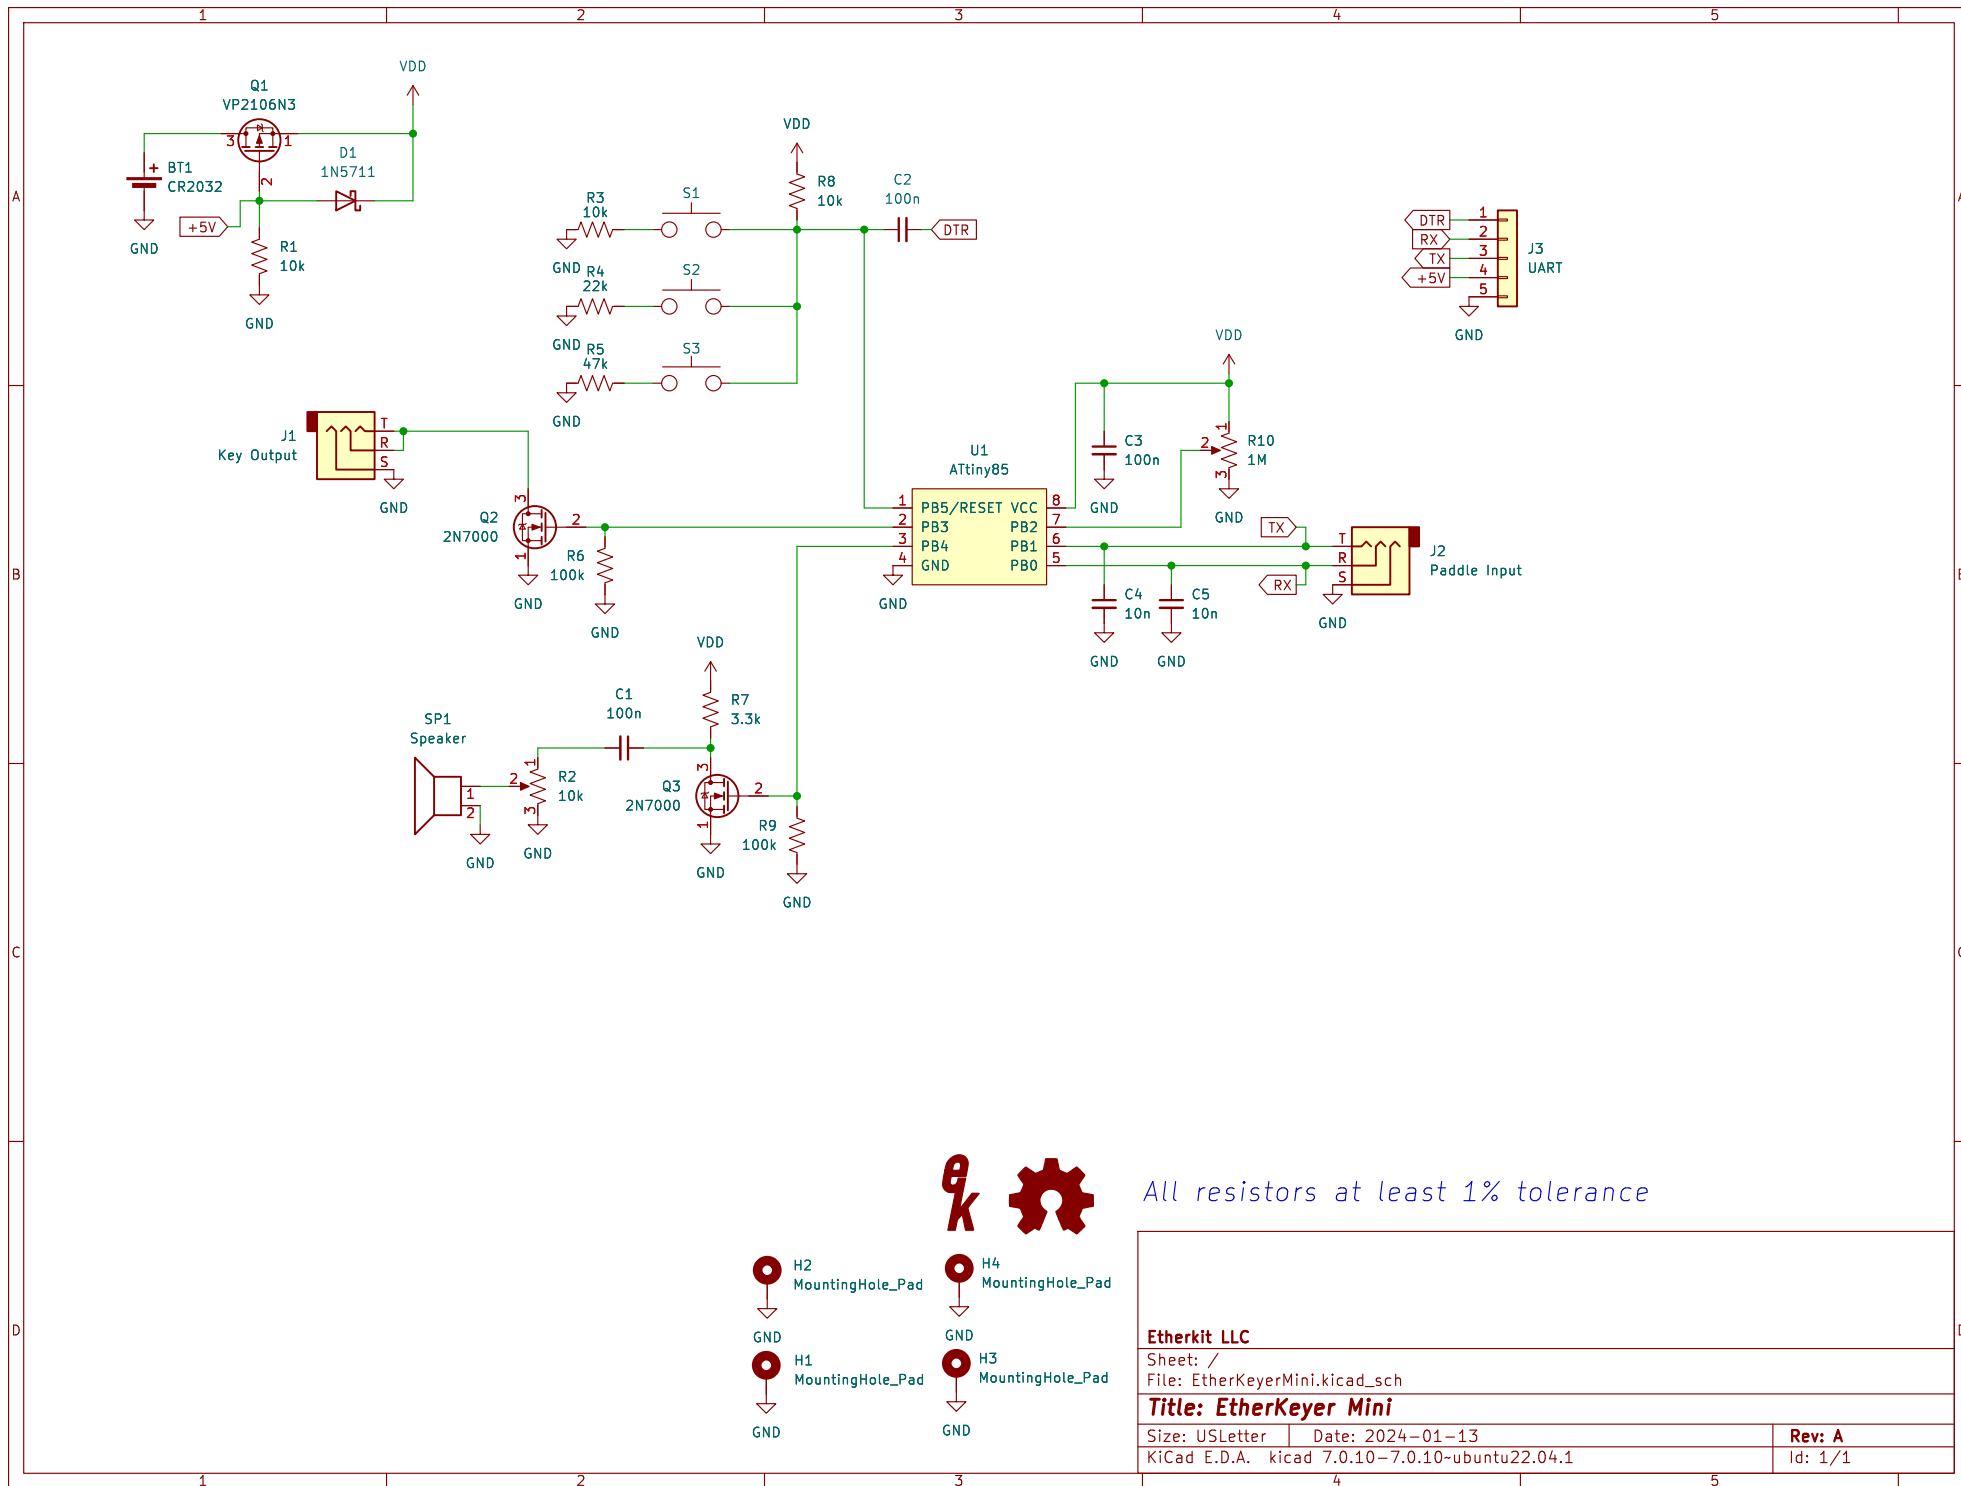 1 2 3 4 5
A
B
C
D
VDD
Q1
VP2106N3
3
1
2
D1
1N5711
+
BT1
CR2032
GND
+5V
R1
10k
GND
VDD
R8
10k
C2
100n
DTR
R3
10k
S1
GND
R4
22k
S2
GND
R5
47k
S3
GND
DTR
RX
TX
+5V
1
2
3
4
5
J3
UART
GND
J1
Key Output
T
R
S
GND
Q2
2N7000
3
2
1
GND
R6
100k
GND
U1
ATtiny85
1 PB5/RESET VCC 8
2 PB3 PB2 7
3 PB4 PB1 6
4 GND PB0 5
GND
VDD
C3
100n
GND
R10
1M
1
2
3
GND
TX
RX
T
R
S
J2
Paddle Input
GND
C4
10n
GND
C5
10n
GND
VDD
R7
3.3k
C1
100n
SP1
Speaker
1
2
GND
R2
10k
1
2
3
GND
Q3
2N7000
3
2
1
GND
R9
100k
GND
ek
All resistors at least 1% tolerance
H2
MountingHole_Pad
GND
H4
MountingHole_Pad
GND
H1
MountingHole_Pad
GND
H3
MountingHole_Pad
GND
Etherkit LLC
Sheet: /
File: EtherKeyerMini.kicad_sch
Title: EtherKeyer Mini
Size: USLetter Date: 2024-01-13 Rev: A
KiCad E.D.A. kicad 7.0.10-7.0.10~ubuntu22.04.1 Id: 1/1
1 2 3 4 5